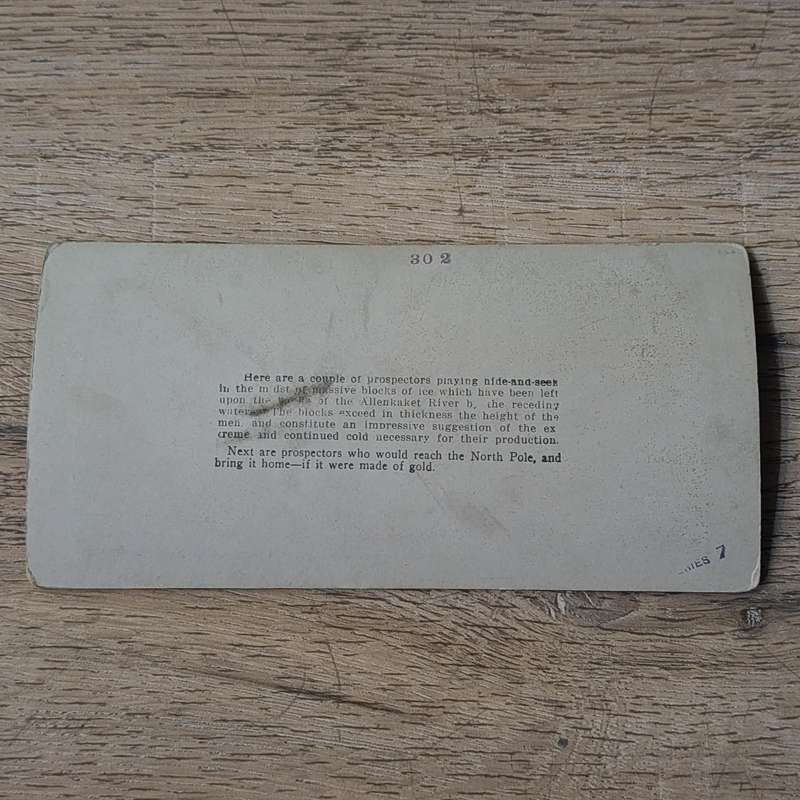 302
Here are a couple of prospectors playing hide-and-seek
in the midst of massive blocks of ice which have been left
upon the of the Allenkaket River the receding
waters. The blocks exceed in thickness the height of the
men, and constitute an impressive suggestion of the ex
creme and continued cold necessary for their production.
Next are prospectors who would reach the North Pole, and
bring it home—if it were made of gold.
7